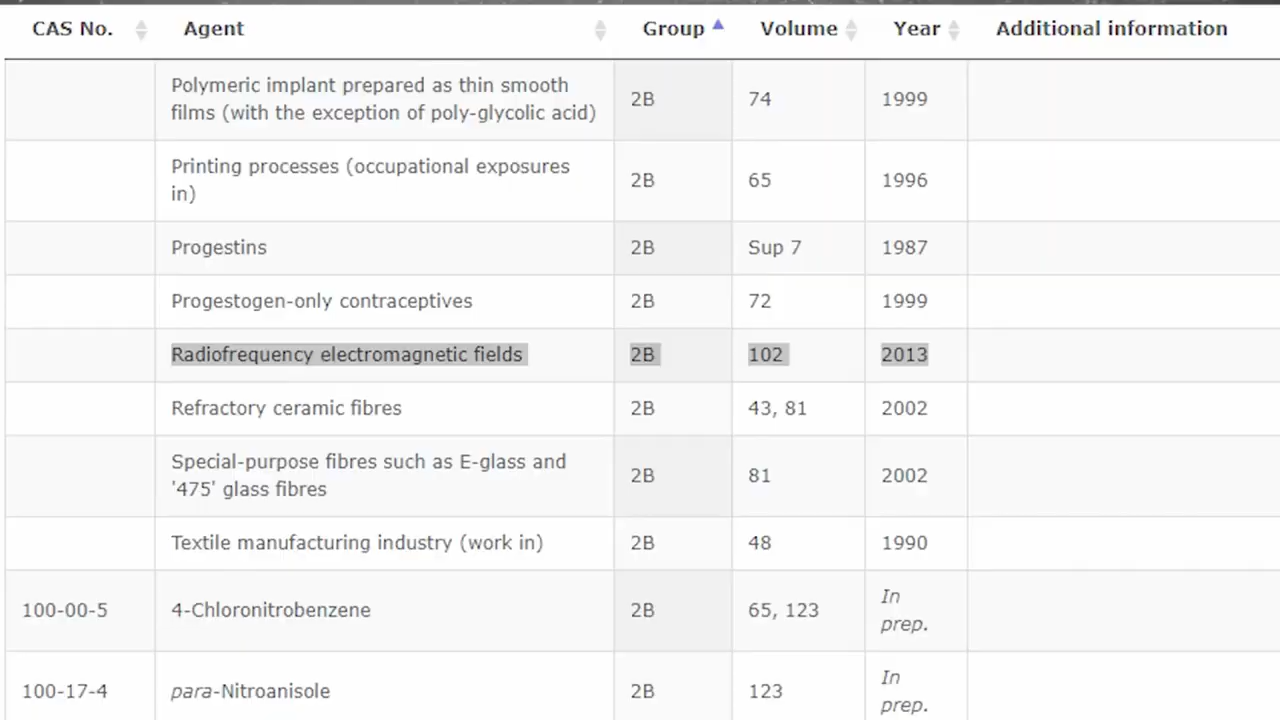 CAS No. Agent Group Volume Year Additional information
Polymeric implant prepared as thin smooth
films (with the exception of poly-glycolic acid) 2B 74 1999
Printing processes (occupational exposures
in) 2B 65 1996
Progestins 2B Sup 7 1987
Progestogen-only contraceptives 2B 72 1999
Radiofrequency electromagnetic fields 2B 102 2013
Refractory ceramic fibres 2B 43, 81 2002
Special-purpose fibres such as E-glass and
'475' glass fibres 2B 81 2002
Textile manufacturing industry (work in) 2B 48 1990
100-00-5 4-Chloronitrobenzene 2B 65, 123 In
prep.
100-17-4 para-Nitroanisole 2B 123 In
prep.